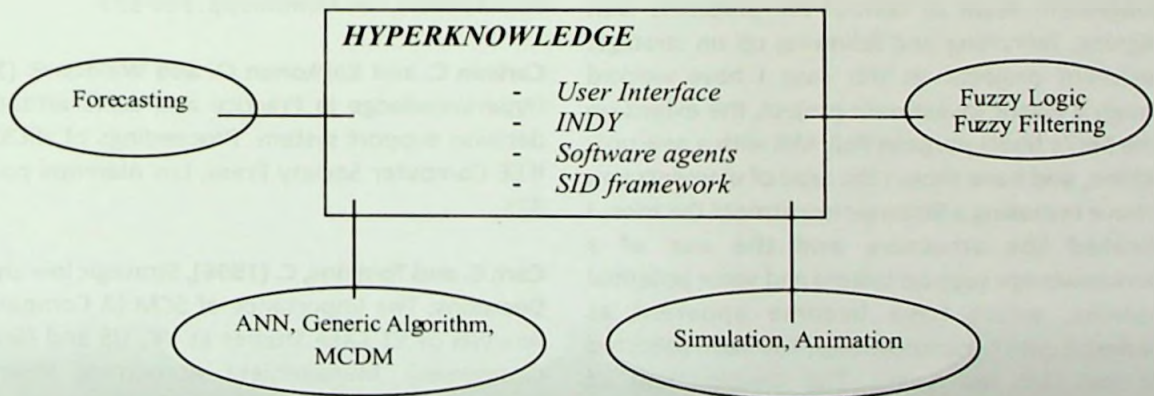 HYPERKNOWLEDGE
- User Interface
- INDY
- Software agents
- SID framework
Forecasting
Fuzzy Logic
Fuzzy Filtering
ANN, Generic Algorithm,
MCDM
Simulation, Animation